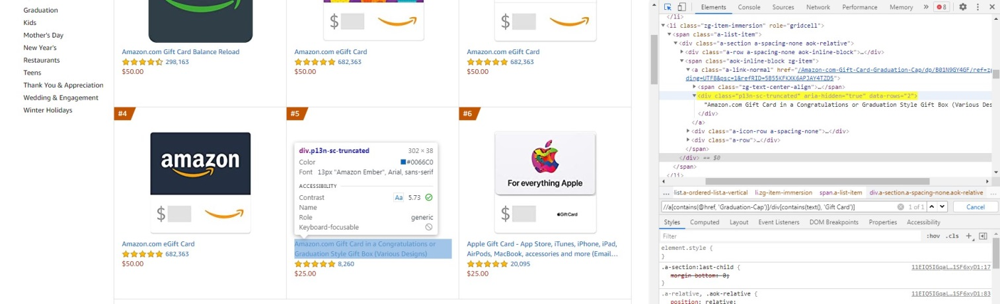 Graduation
Kids
Mother's Day
New Year's
Restaurants
Teens
Thank You & Appreciation
Wedding & Engagement
Winter Holidays
$
$
Amazon.com Gift Card Balance Reload
298,163
$50.00
Amazon.com eGift Card
682,363
$50.00
Amazon.com eGift Card
682,363
$50.00
#4
amazon
$
Amazon.com eGift Card
682,363
$50.00
#5
div.p13n-sc-truncated 302 × 38
Color #0066C0
Font 13px "Amazon Ember", Arial, sans-serif
ACCESSIBILITY
Contrast Aa 5.73
Name
Role generic
Keyboard-focusable
Amazon.com Gift Card in a Congratulations or
Graduation Style Gift Box (Various Designs)
8,260
$25.00
#6
For everything Apple
$ GiftCard
Apple Gift Card - App Store, iTunes, iPhone, iPad,
AirPods, MacBook, accessories and more (Email…
20,095
$25.00
Elements Console Sources Network Performance Memory » 8
</li>
<li class="zg-item-immersion" role="gridcell">
<span class="a-list-item">
<div class="a-section a-spacing-none aok-relative">
<div class="a-row a-spacing-none aok-inline-block">…</div>
<span class="aok-inline-block zg-item">
<a class="a-link-normal" href="/Amazon-com-Gift-Card-Graduation-Cap/dp/B01N9GY4GF/ref=z
ding=UTF8&psc=1&refRID=5B55KFKXK6APJAY4TZD5">
<span class="zg-text-center-align">…</span>
<div class="p13n-sc-truncated" aria-hidden="true" data-rows="2">
"Amazon.com Gift Card in a Congratulations or Graduation Style Gift Box (Various Des
</div>
</a>
<div class="a-icon-row a-spacing-none">…</div>
<div class="a-row">…</div>
</span>
</div> == $0
</span>
</li>
… -list.a-ordered-list.a-vertical li.zg-item-immersion span.a-list-item div.a-section.a-spacing-none.aok-relative …
//a[contains(@href, 'Graduation-Cap')]/div[contains(text(), 'Gift Card')] 1 of 1 Cancel
Styles Computed Layout Event Listeners DOM Breakpoints Properties Accessibility
Filter :hov .cls +
element.style {
}
.a-section:last-child { 11EIQ5IGqaL…1SF6xyD1:17
margin-bottom: 0;
}
.a-relative, .aok-relative { 11EIQ5IGqaL…1SF6xyD1:83
position: relative;